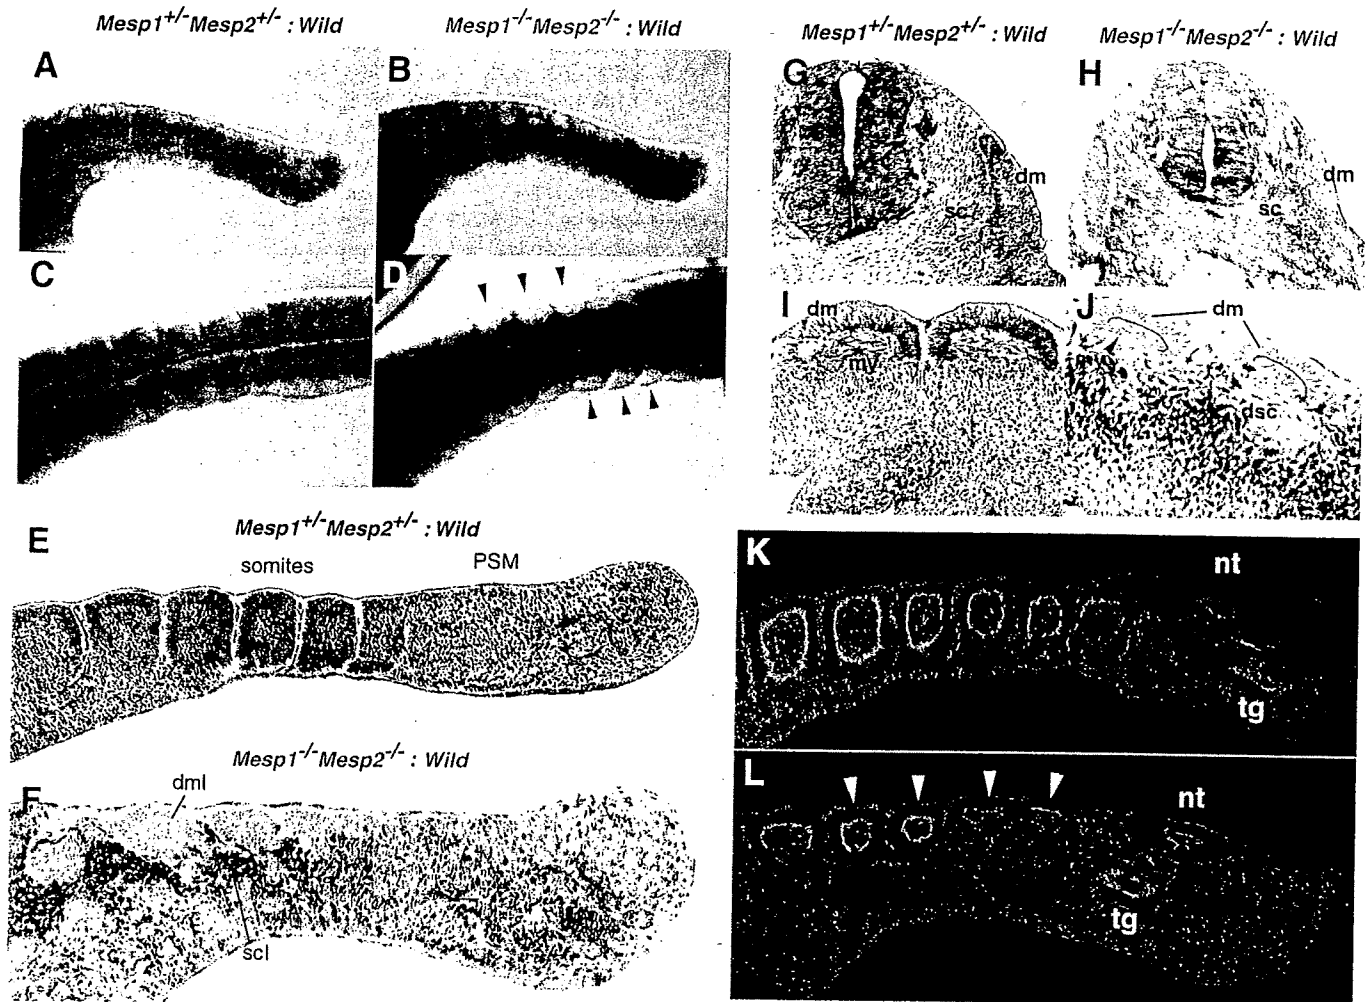 Mesp1+/-Mesp2+/- : Wild
Mesp1-/-Mesp2-/- : Wild
A
B
C
D
Mesp1+/-Mesp2+/- : Wild
Mesp1-/-Mesp2-/- : Wild
G
H
dm
sc
dm
sc
I
dm
my
J
dm
dsc
Mesp1+/-Mesp2+/- : Wild
E
somites
PSM
Mesp1-/-Mesp2-/- : Wild
F
dml
scl
K
nt
tg
L
nt
tg